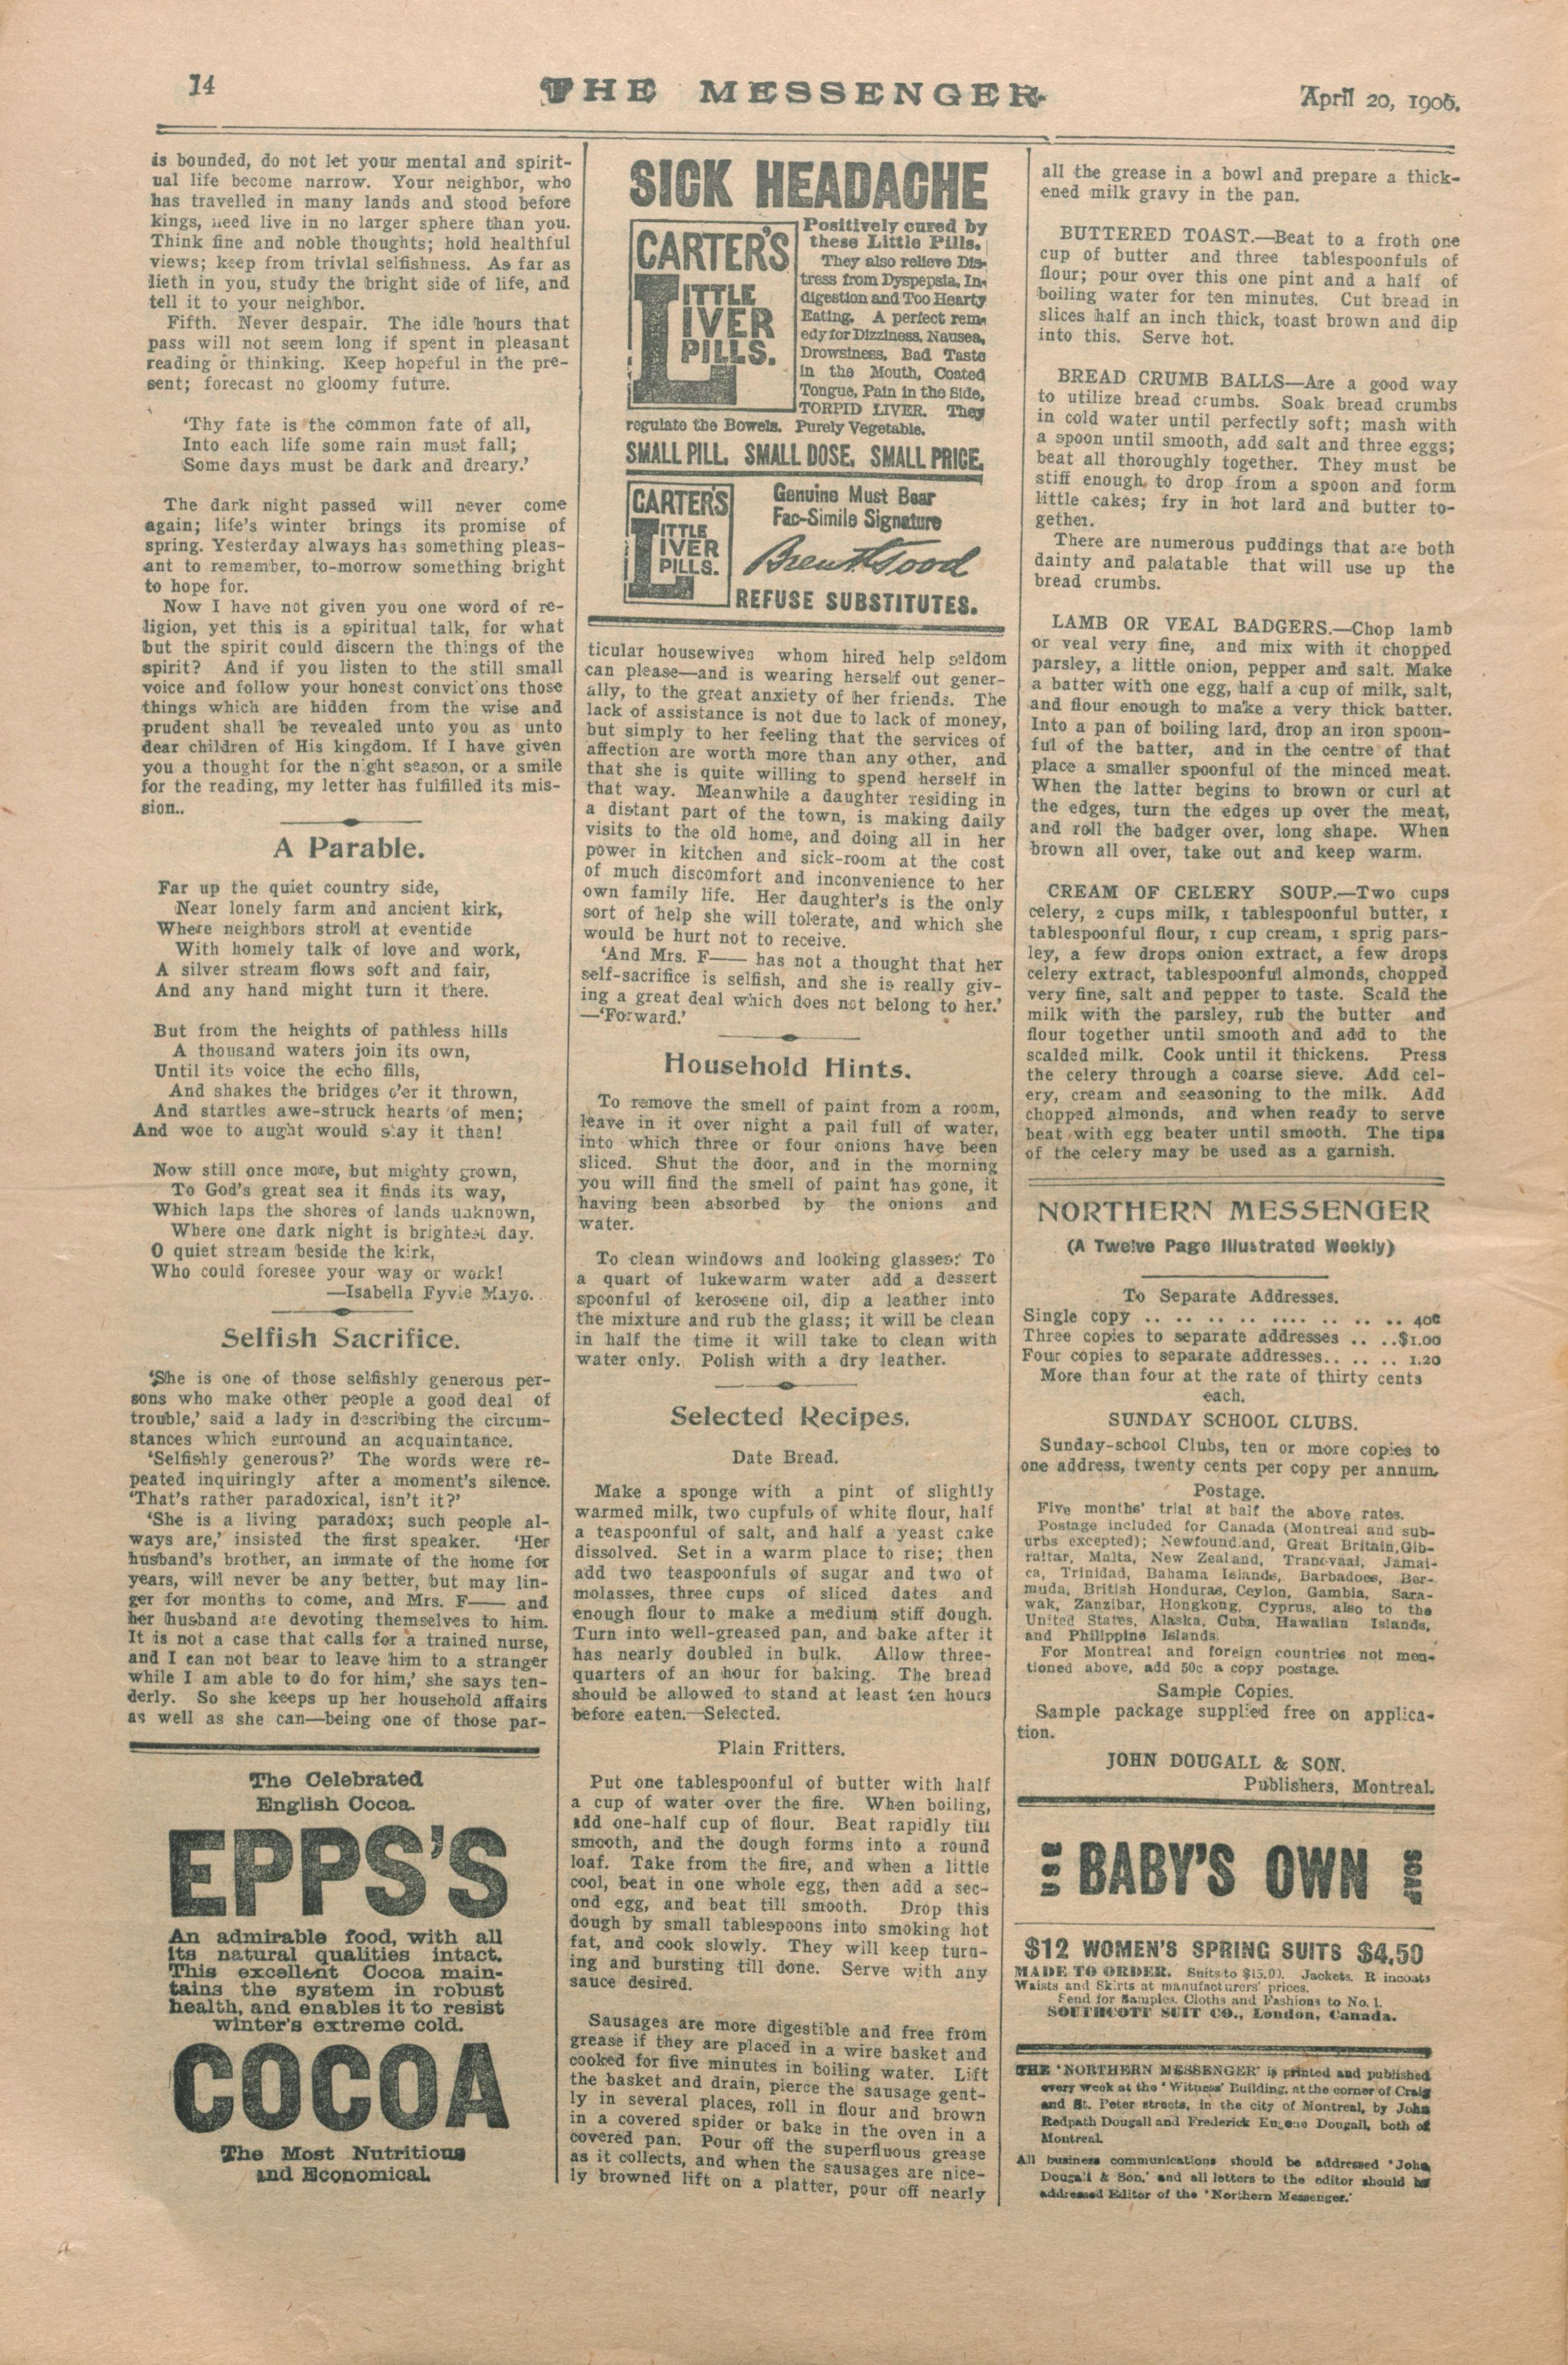 14
THE MESSENGER
April 20, 1906.
is bounded, do not let your mental and spirit-
ual life become narrow. Your neighbor, who
has travelled in many lands and stood before
kings, need live in no larger sphere than you.
Think fine and noble thoughts; hold healthful
views; keep from trivial selfishness. As far as
lieth in you, study the bright side of life, and
tell it to your neighbor.
Fifth. Never despair. The idle hours that
pass will not seem long if spent in pleasant
reading or thinking. Keep hopeful in the pre-
sent; forecast no gloomy future.
'Thy fate is the common fate of all,
Into each life some rain must fall;
Some days must be dark and dreary.'
The dark night passed will never come
again; life's winter brings its promise of
spring. Yesterday always has something pleas-
ant to remember, to-morrow something bright
to hope for.
Now I have not given you one word of re-
ligion, yet this is a spiritual talk, for what
but the spirit could discern the things of the
spirit? And if you listen to the still small
voice and follow your honest convict ons those
things which are hidden from the wise and
prudent shall be revealed unto you as unto
dear children of His kingdom. If I have given
you a thought for the night season, or a smile
for the reading, my letter has fulfilled its mis-
sion..
A Parable.
Far up the quiet country side,
Near lonely farm and ancient kirk,
Where neighbors stroll at eventide
With homely talk of love and work,
A silver stream flows soft and fair,
And any hand might turn it there.
But from the heights of pathless hills
A thousand waters join its own,
Until its voice the echo fills,
And shakes the bridges o'er it thrown,
And startles awe-struck hearts of men;
And woe to aught would stay it then!
Now still once more, but mighty grown,
To God's great sea it finds its way,
Which laps the shores of lands unknown,
Where one dark night is brightest day.
O quiet stream beside the kirk,
Who could foresee your way or work!
—Isabella Fyvie Mayo.
Selfish Sacrifice.
'She is one of those selfishly generous per-
sons who make other people a good deal of
trouble,' said a lady in describing the circum-
stances which surround an acquaintance.
'Selfishly generous?' The words were re-
peated inquiringly after a moment's silence.
'That's rather paradoxical, isn't it?'
'She is a living paradox; such people al-
ways are,' insisted the first speaker. 'Her
husband's brother, an inmate of the home for
years, will never be any better, but may lin-
ger for months to come, and Mrs. F—— and
her husband are devoting themselves to him.
It is not a case that calls for a trained nurse,
and I can not bear to leave him to a stranger
while I am able to do for him,' she says ten-
derly. So she keeps up her household affairs
as well as she can—being one of those par-
The Celebrated
English Cocoa.
EPPS'S
An admirable food, with all
its natural qualities intact.
This excellent Cocoa main-
tains the system in robust
health, and enables it to resist
winter's extreme cold.
COCOA
The Most Nutritious
and Economical
SICK HEADACHE
CARTER'S
LITTLE
LIVER
PILLS.
Positively cured by
these Little Pills.
They also relieve Dis-
tress from Dyspepsia, In-
digestion and Too Hearty
Eating. A perfect rem-
edy for Dizziness, Nausea,
Drowsiness, Bad Taste
in the Mouth, Coated
Tongue, Pain in the Side,
TORPID LIVER. They
regulate the Bowels. Purely Vegetable.
SMALL PILL. SMALL DOSE. SMALL PRICE.
CARTER'S
LITTLE
LIVER
PILLS.
Genuine Must Bear
Fac-Simile Signature
Brent Good
REFUSE SUBSTITUTES.
ticular housewives whom hired help seldom
can please—and is wearing herself out gener-
ally, to the great anxiety of her friends. The
lack of assistance is not due to lack of money,
but simply to her feeling that the services of
affection are worth more than any other, and
that she is quite willing to spend herself in
that way. Meanwhile a daughter residing in
a distant part of the town, is making daily
visits to the old home, and doing all in her
power in kitchen and sick-room at the cost
of much discomfort and inconvenience to her
own family life. Her daughter's is the only
sort of help she will tolerate, and which she
would be hurt not to receive.
'And Mrs. F—— has not a thought that her
self-sacrifice is selfish, and she is really giv-
ing a great deal which does not belong to her.'
—'Forward.'
Household Hints.
To remove the smell of paint from a room,
leave in it over night a pail full of water,
into which three or four onions have been
sliced. Shut the door, and in the morning
you will find the smell of paint has gone, it
having been absorbed by the onions and
water.
To clean windows and looking glasses: To
a quart of lukewarm water add a dessert
spoonful of kerosene oil, dip a leather into
the mixture and rub the glass; it will be clean
in half the time it will take to clean with
water only. Polish with a dry leather.
Selected Recipes.
Date Bread.
Make a sponge with a pint of slightly
warmed milk, two cupfuls of white flour, half
a teaspoonful of salt, and half a yeast cake
dissolved. Set in a warm place to rise; then
add two teaspoonfuls of sugar and two of
molasses, three cups of sliced dates and
enough flour to make a medium stiff dough.
Turn into well-greased pan, and bake after it
has nearly doubled in bulk. Allow three-
quarters of an hour for baking. The bread
should be allowed to stand at least ten hours
before eaten.—Selected.
Plain Fritters.
Put one tablespoonful of butter with half
a cup of water over the fire. When boiling,
add one-half cup of flour. Beat rapidly till
smooth, and the dough forms into a round
loaf. Take from the fire, and when a little
cool, beat in one whole egg, then add a sec-
ond egg, and beat till smooth. Drop this
dough by small tablespoons into smoking hot
fat, and cook slowly. They will keep turn-
ing and bursting till done. Serve with any
sauce desired.
Sausages are more digestible and free from
grease if they are placed in a wire basket and
cooked for five minutes in boiling water. Lift
the basket and drain, pierce the sausage gent-
ly in several places, roll in flour and brown
in a covered spider or bake in the oven in a
covered pan. Pour off the superfluous grease
as it collects, and when the sausages are nice-
ly browned lift on a platter, pour off nearly
all the grease in a bowl and prepare a thick-
ened milk gravy in the pan.
BUTTERED TOAST.—Beat to a froth one
cup of butter and three tablespoonfuls of
flour; pour over this one pint and a half of
boiling water for ten minutes. Cut bread in
slices half an inch thick, toast brown and dip
into this. Serve hot.
BREAD CRUMB BALLS—Are a good way
to utilize bread crumbs. Soak bread crumbs
in cold water until perfectly soft; mash with
a spoon until smooth, add salt and three eggs;
beat all thoroughly together. They must be
stiff enough to drop from a spoon and form
little cakes; fry in hot lard and butter to-
gether.
There are numerous puddings that are both
dainty and palatable that will use up the
bread crumbs.
LAMB OR VEAL BADGERS.—Chop lamb
or veal very fine, and mix with it chopped
parsley, a little onion, pepper and salt. Make
a batter with one egg, half a cup of milk, salt,
and flour enough to make a very thick batter.
Into a pan of boiling lard, drop an iron spoon-
ful of the batter, and in the centre of that
place a smaller spoonful of the minced meat.
When the latter begins to brown or curl at
the edges, turn the edges up over the meat,
and roll the badger over, long shape. When
brown all over, take out and keep warm.
CREAM OF CELERY SOUP.—Two cups
celery, 2 cups milk, 1 tablespoonful butter, 1
tablespoonful flour, 1 cup cream, 1 sprig pars-
ley, a few drops onion extract, a few drops
celery extract, tablespoonful almonds, chopped
very fine, salt and pepper to taste. Scald the
milk with the parsley, rub the butter and
flour together until smooth and add to the
scalded milk. Cook until it thickens. Press
the celery through a coarse sieve. Add cel-
ery, cream and seasoning to the milk. Add
chopped almonds, and when ready to serve
beat with egg beater until smooth. The tips
of the celery may be used as a garnish.
NORTHERN MESSENGER
(A Twelve Page Illustrated Weekly)
To Separate Addresses.
Single copy .. .. .. .. .... .. .. .. 40c
Three copies to separate addresses .. ..$1.00
Four copies to separate addresses.. .. .. 1.20
More than four at the rate of thirty cents
each.
SUNDAY SCHOOL CLUBS.
Sunday-school Clubs, ten or more copies to
one address, twenty cents per copy per annum.
Postage.
Five months' trial at half the above rates.
Postage included for Canada (Montreal and sub-
urbs excepted); Newfoundland, Great Britain, Gib-
raltar, Malta, New Zealand, Transvaal, Jamai-
ca, Trinidad, Bahama Islands, Barbadoes, Ber-
muda, British Honduras, Ceylon, Gambia, Sara-
wak, Zanzibar, Hongkong, Cyprus, also to the
United States, Alaska, Cuba, Hawaiian Islands,
and Philippine Islands.
For Montreal and foreign countries not men-
tioned above, add 50c a copy postage.
Sample Copies.
Sample package supplied free on applica-
tion.
JOHN DOUGALL & SON.
Publishers, Montreal.
USE BABY'S OWN SOAP
$12 WOMEN'S SPRING SUITS $4.50
MADE TO ORDER. Suits to $15.00. Jackets. R incoats
Waists and Skirts at manufacturers' prices.
Send for Samples, Cloths and Fashions to No. 1.
SOUTHCOTT SUIT CO., London, Canada.
THE 'NORTHERN MESSENGER' is printed and published
every week at the 'Witness' Building, at the corner of Craig
and St. Peter streets, in the city of Montreal, by John
Redpath Dougall and Frederick Eugene Dougall, both of
Montreal.
All business communications should be addressed 'John
Dougall & Son,' and all letters to the editor should be
addressed Editor of the 'Northern Messenger.'